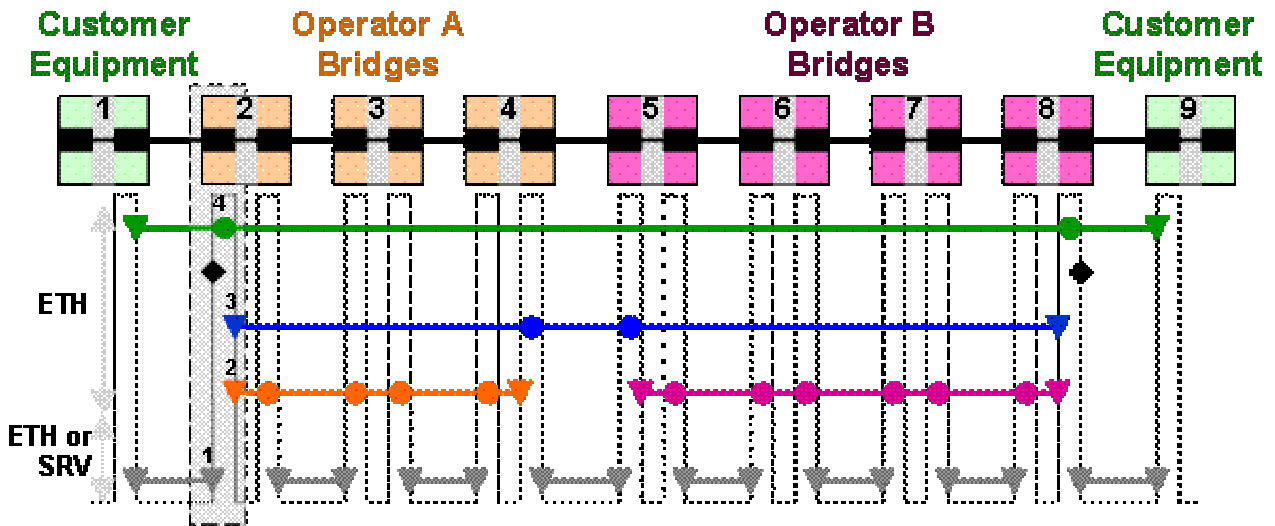 Customer Equipment
Operator A Bridges
Operator B Bridges
Customer Equipment
1 2 3 4 5 6 7 8 9
4
ETH
3
2
ETH or SRV
1